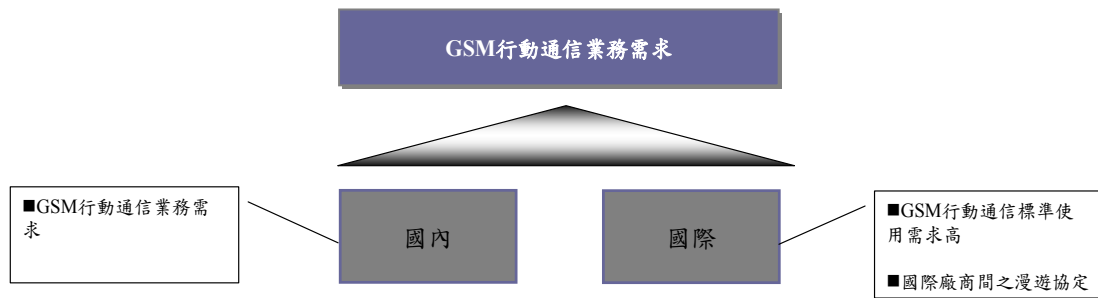 GSM行動通信業務需求
■GSM行動通信業務需
求
國內
國際
■GSM行動通信標準使
用需求高
■國際廠商間之漫遊協定